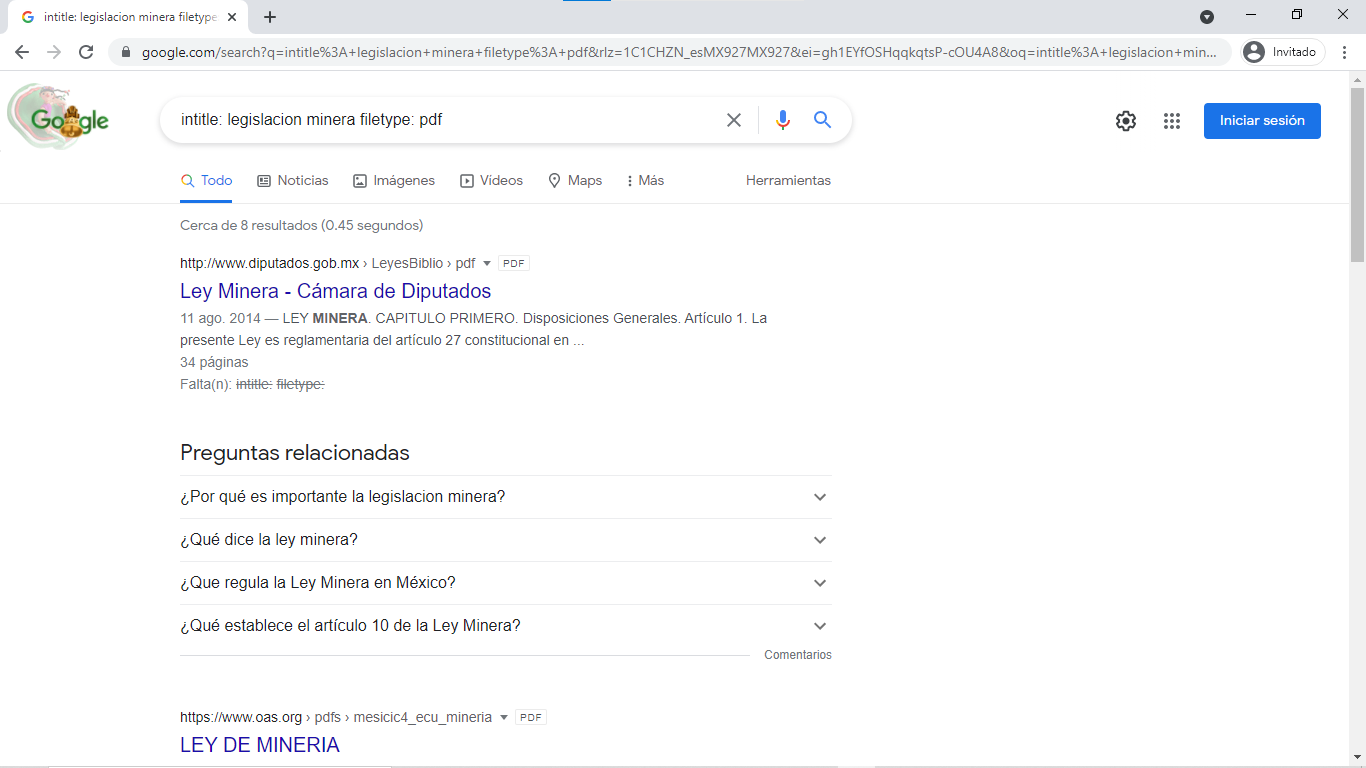 intitle: legislacion minera filetype
Google
google.com/search?q=intitle%3A+legislacion+minera+filetype%3A+pdf&rlz=1C1CHZN_esMX927MX927&ei=gh1EYfOSHqqkqtsP-cOU4A8&oq=intitle%3A+legislacion+min...
Invitado
intitle: legislacion minera filetype: pdf
Iniciar sesión
Todo
Noticias
Imágenes
Vídeos
Maps
Más
Herramientas
Cerca de 8 resultados (0.45 segundos)
http://www.diputados.gob.mx › LeyesBiblio › pdf PDF
Ley Minera - Cámara de Diputados
11 ago. 2014 — LEY MINERA. CAPITULO PRIMERO. Disposiciones Generales. Artículo 1. La
presente Ley es reglamentaria del artículo 27 constitucional en ...
34 páginas
Falta(n): intitle: filetype:
Preguntas relacionadas
¿Por qué es importante la legislacion minera?
¿Qué dice la ley minera?
¿Que regula la Ley Minera en México?
¿Qué establece el artículo 10 de la Ley Minera?
Comentarios
https://www.oas.org › pdfs › mesicic4_ecu_mineria PDF
LEY DE MINERIA